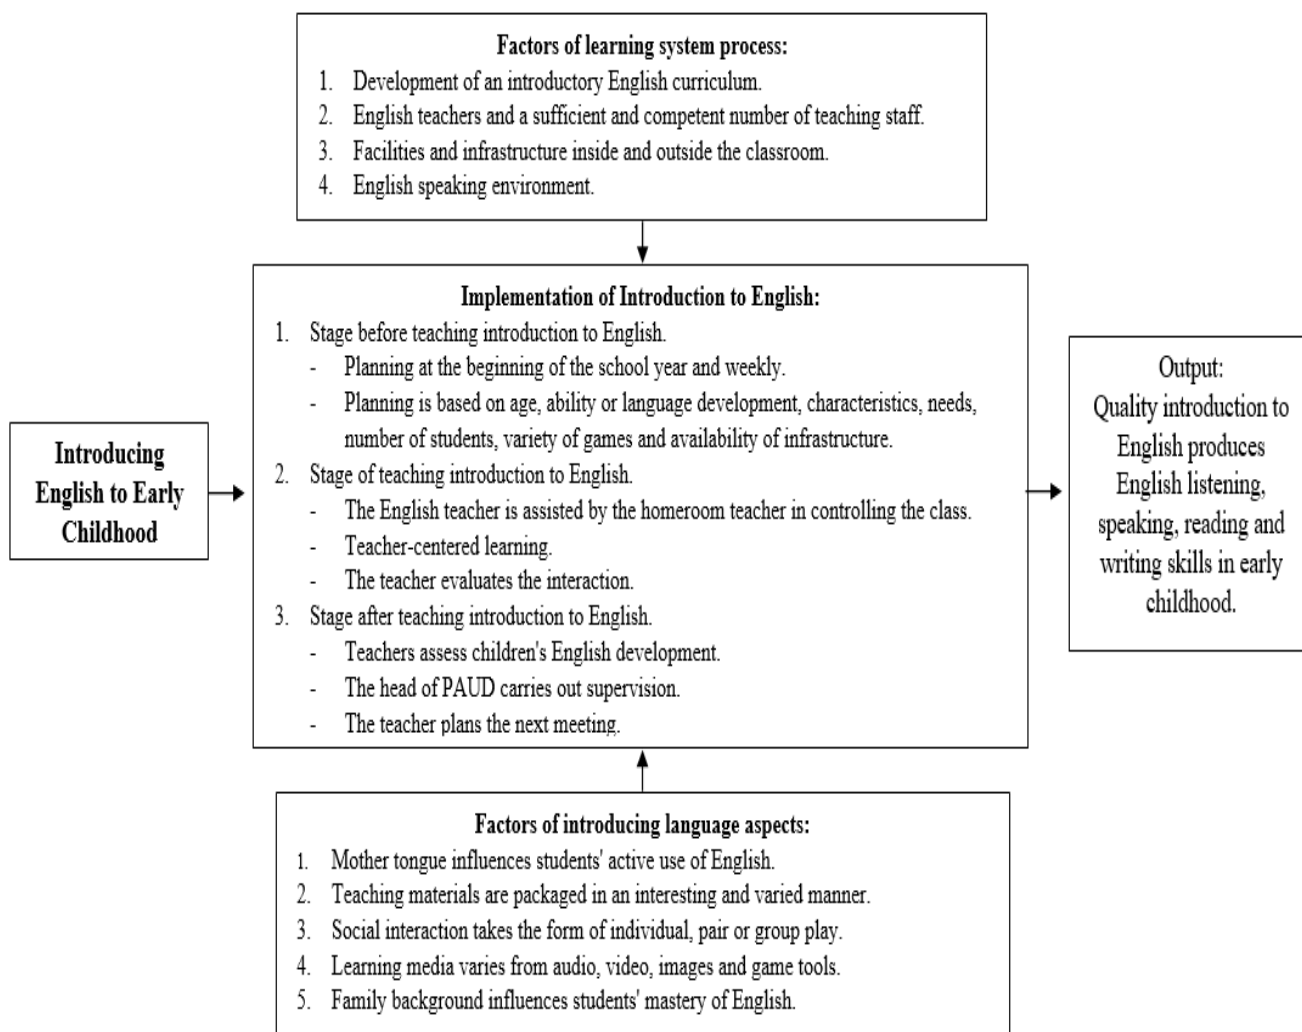 Factors of learning system process:
1. Development of an introductory English curriculum.
2. English teachers and a sufficient and competent number of teaching staff.
3. Facilities and infrastructure inside and outside the classroom.
4. English speaking environment.
Introducing
English to Early
Childhood
Implementation of Introduction to English:
1. Stage before teaching introduction to English.
- Planning at the beginning of the school year and weekly.
- Planning is based on age, ability or language development, characteristics, needs,
number of students, variety of games and availability of infrastructure.
2. Stage of teaching introduction to English.
- The English teacher is assisted by the homeroom teacher in controlling the class.
- Teacher-centered learning.
- The teacher evaluates the interaction.
3. Stage after teaching introduction to English.
- Teachers assess children's English development.
- The head of PAUD carries out supervision.
- The teacher plans the next meeting.
Output:
Quality introduction to
English produces
English listening,
speaking, reading and
writing skills in early
childhood.
Factors of introducing language aspects:
1. Mother tongue influences students' active use of English.
2. Teaching materials are packaged in an interesting and varied manner.
3. Social interaction takes the form of individual, pair or group play.
4. Learning media varies from audio, video, images and game tools.
5. Family background influences students' mastery of English.